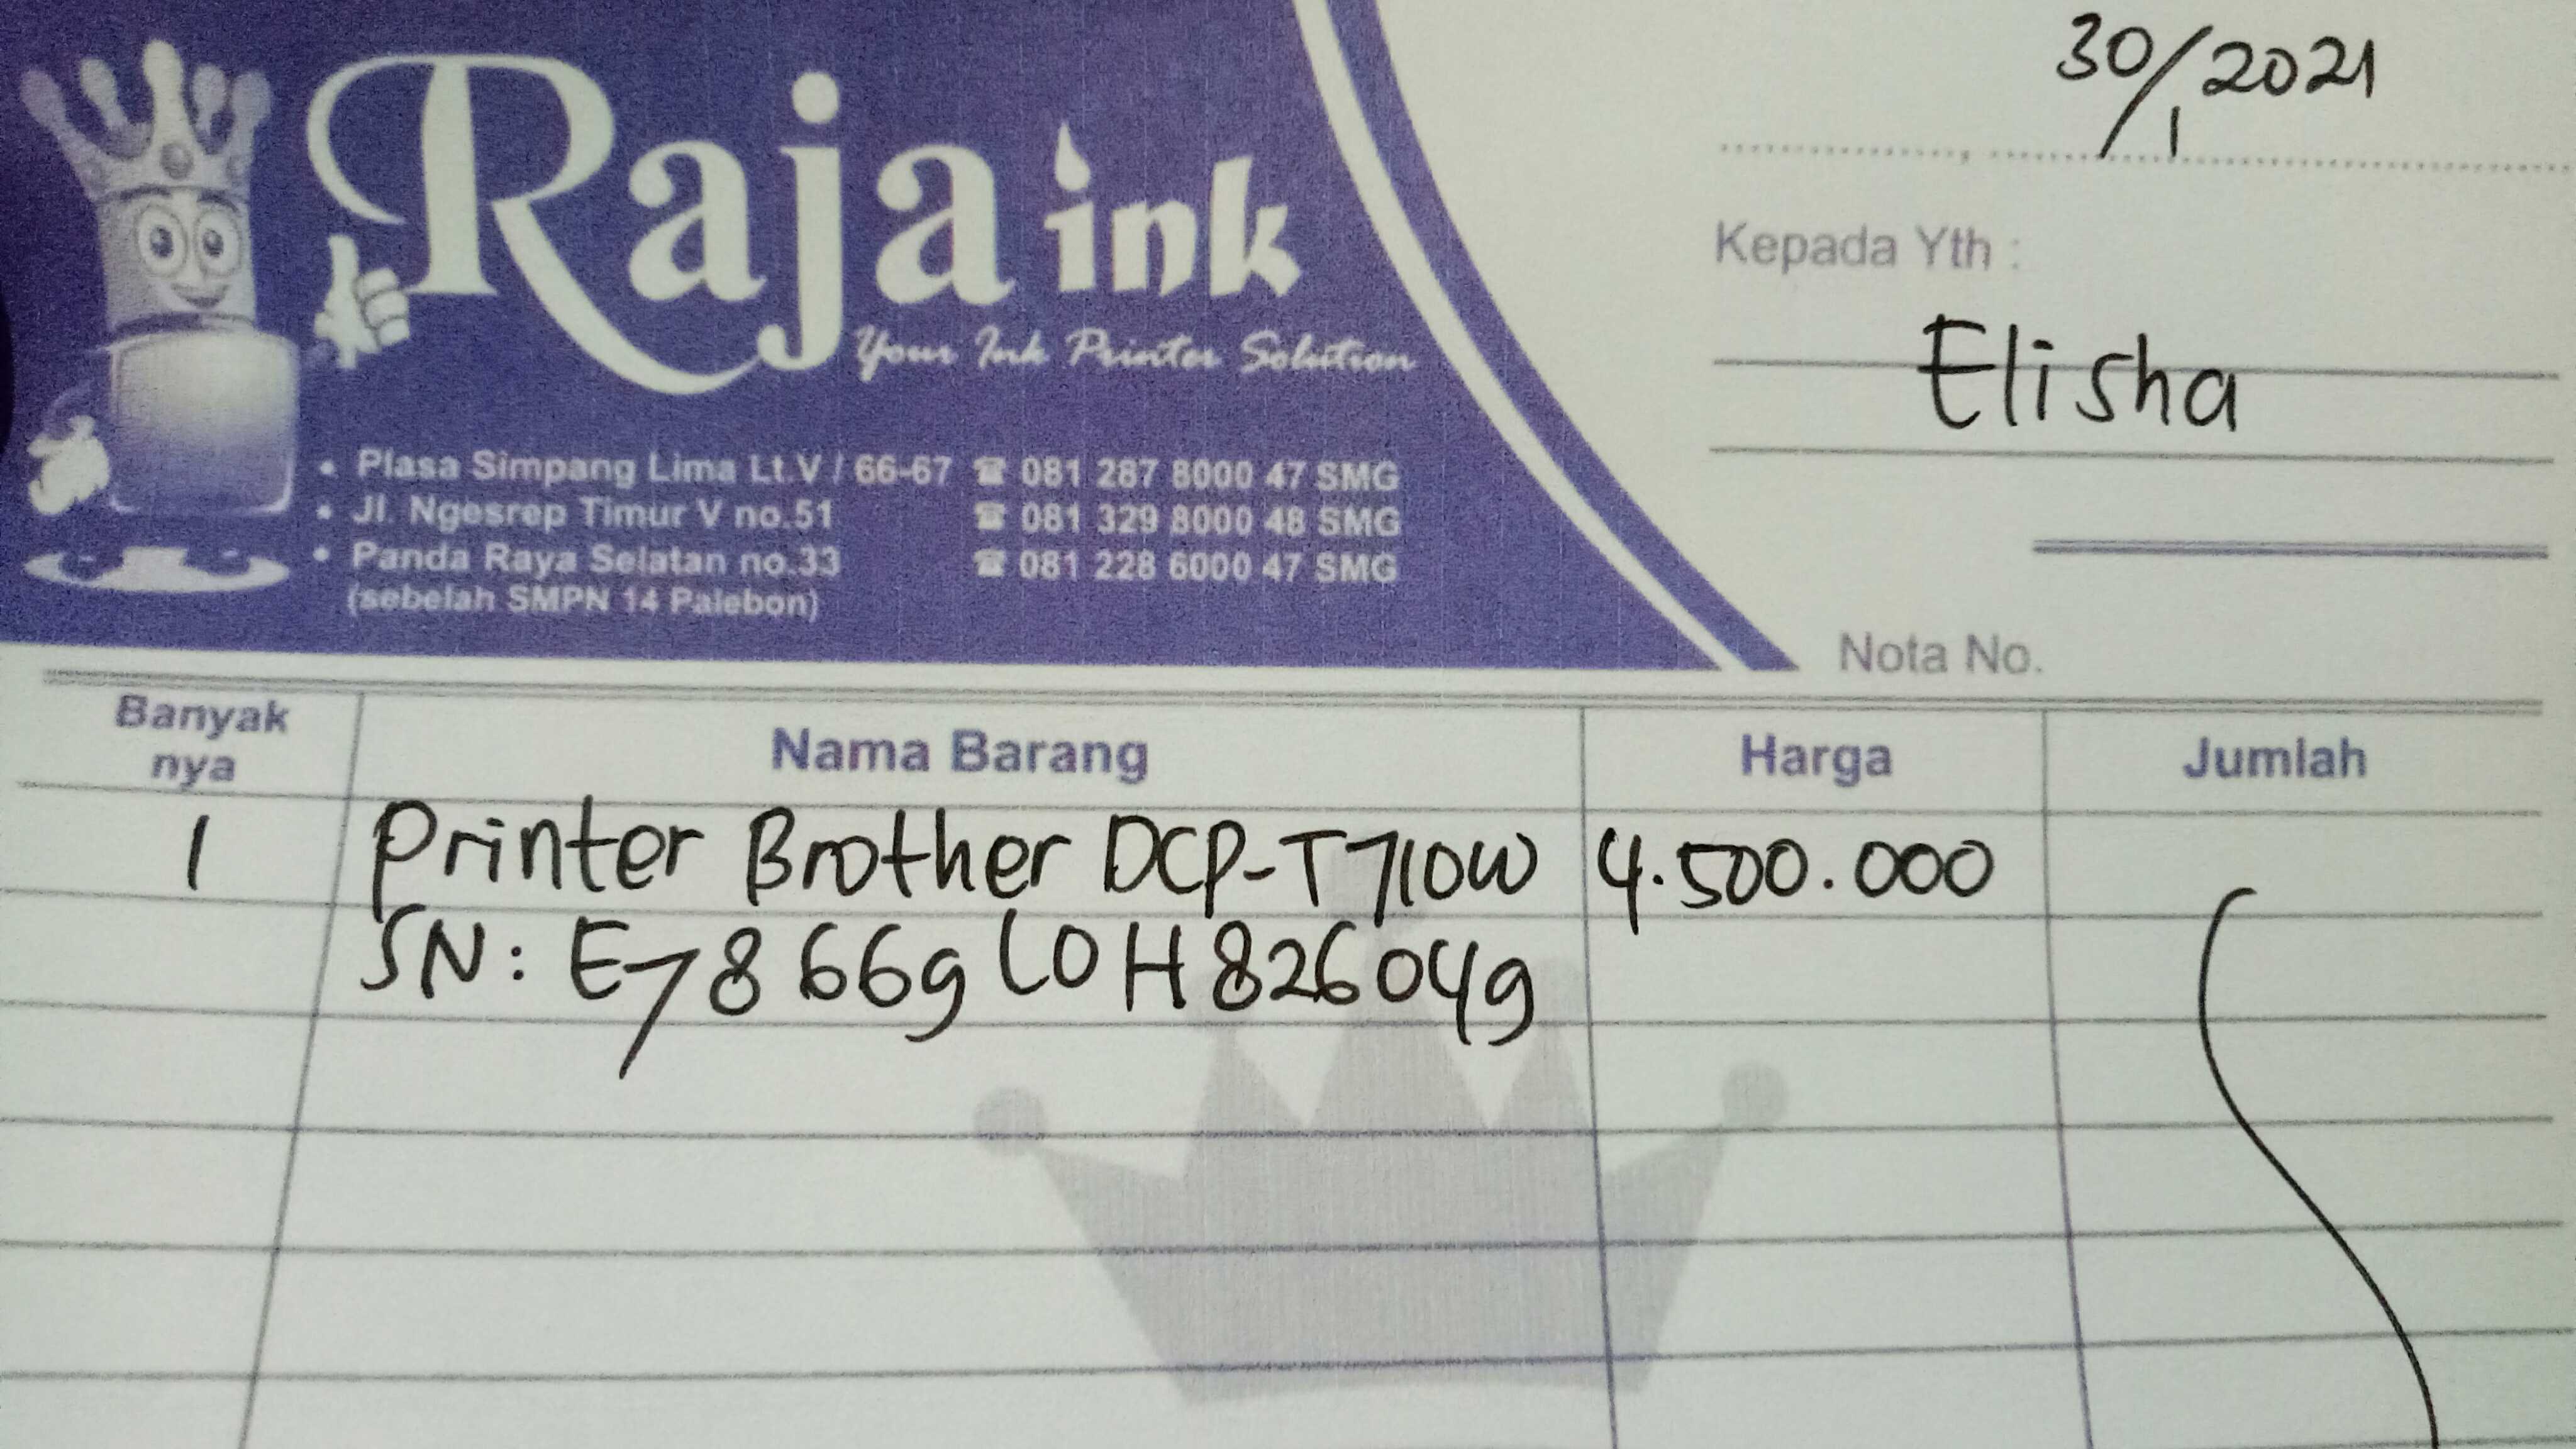 Raja ink
Your Ink Printer Solution
• Plasa Simpang Lima Lt.V / 66-67 ☎ 081 287 8000 47 SMG
• Jl. Ngesrep Timur V no.51 ☎ 081 329 8000 48 SMG
• Panda Raya Selatan no.33 ☎ 081 228 6000 47 SMG
(sebelah SMPN 14 Palebon)
30/1 2021
Kepada Yth :
Elisha
Nota No.
Banyak nya Nama Barang Harga Jumlah
1 Printer Brother DCP-T710W 4.500.000
SN: E78669L0H826049